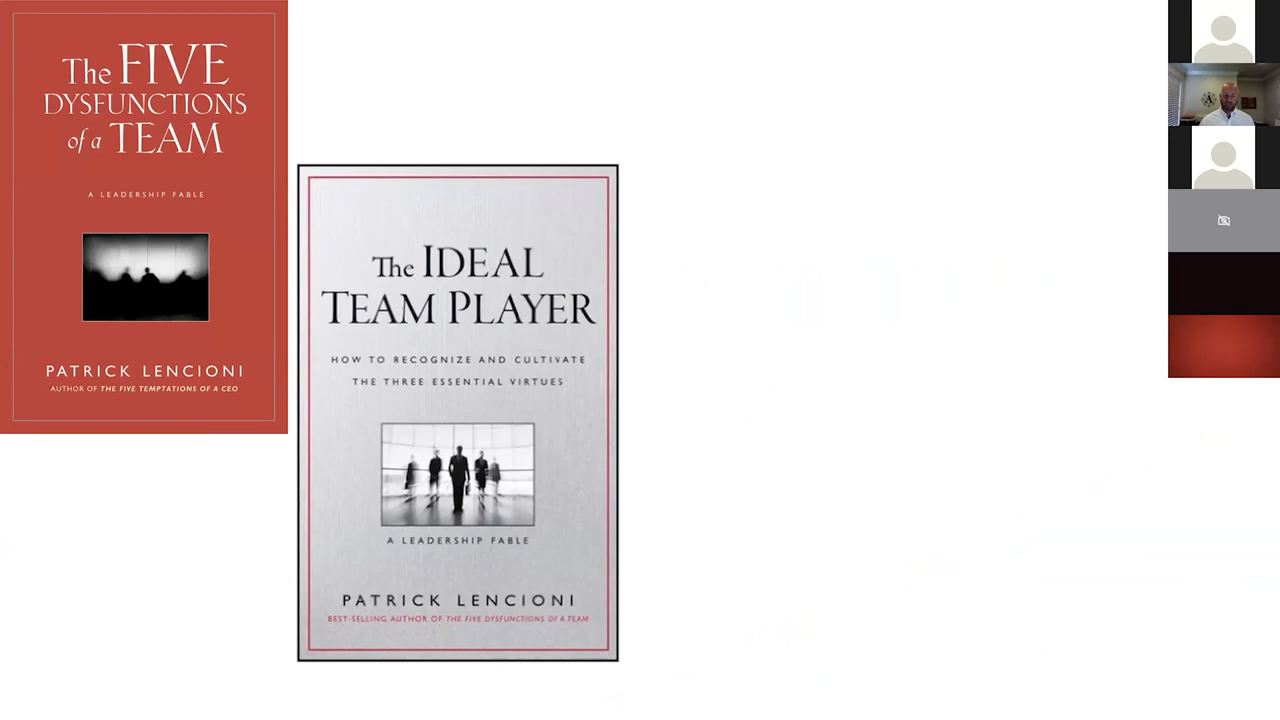 The FIVE
DYSFUNCTIONS
of a TEAM
A LEADERSHIP FABLE
PATRICK LENCIONI
AUTHOR OF THE FIVE TEMPTATIONS OF A CEO
The IDEAL
TEAM PLAYER
HOW TO RECOGNIZE AND CULTIVATE
THE THREE ESSENTIAL VIRTUES
A LEADERSHIP FABLE
PATRICK LENCIONI
BEST-SELLING AUTHOR OF THE FIVE DYSFUNCTIONS OF A TEAM
A